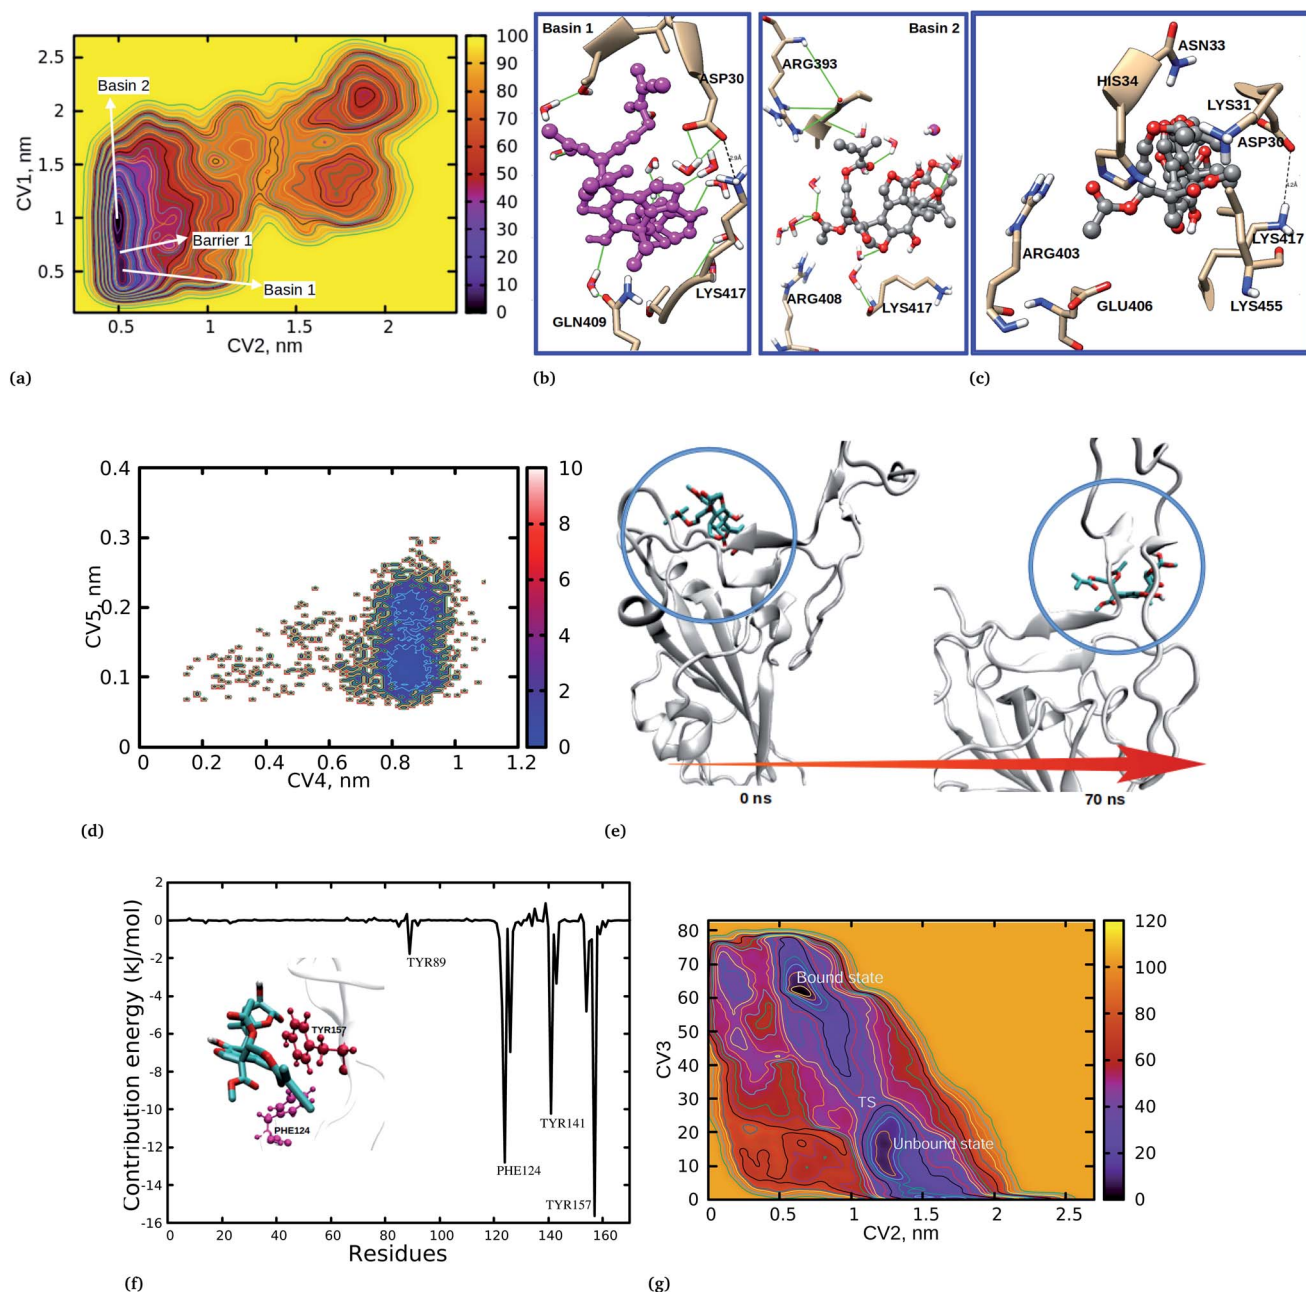 CV1, nm
2.5
2
1.5
1
0.5
0.5
1
1.5
2
CV2, nm
Basin 2
Barrier 1
Basin 1
100
90
80
70
60
50
40
30
20
10
0
(a)
Basin 1
ASP30
2.9Å
LYS417
GLN409
Basin 2
ARG393
ARG408
LYS417
(b)
ASN33
HIS34
LYS31
ASP30
LYS417
ARG403
GLU406
LYS455
(c)
CV5, nm
0.4
0.3
0.2
0.1
0
0
0.2
0.4
0.6
0.8
1
1.2
CV4, nm
10
8
6
4
2
0
(d)
0 ns
70 ns
(e)
Contribution energy (kJ/mol)
2
0
-2
-4
-6
-8
-10
-12
-14
-16
0
20
40
60
80
100
120
140
160
Residues
TYR89
TYR157
PHE124
TYR141
PHE124
TYR157
(f)
CV3
80
70
60
50
40
30
20
10
0
0
0.5
1
1.5
2
2.5
CV2, nm
Bound state
TS
Unbound state
120
100
80
60
40
20
0
(g)